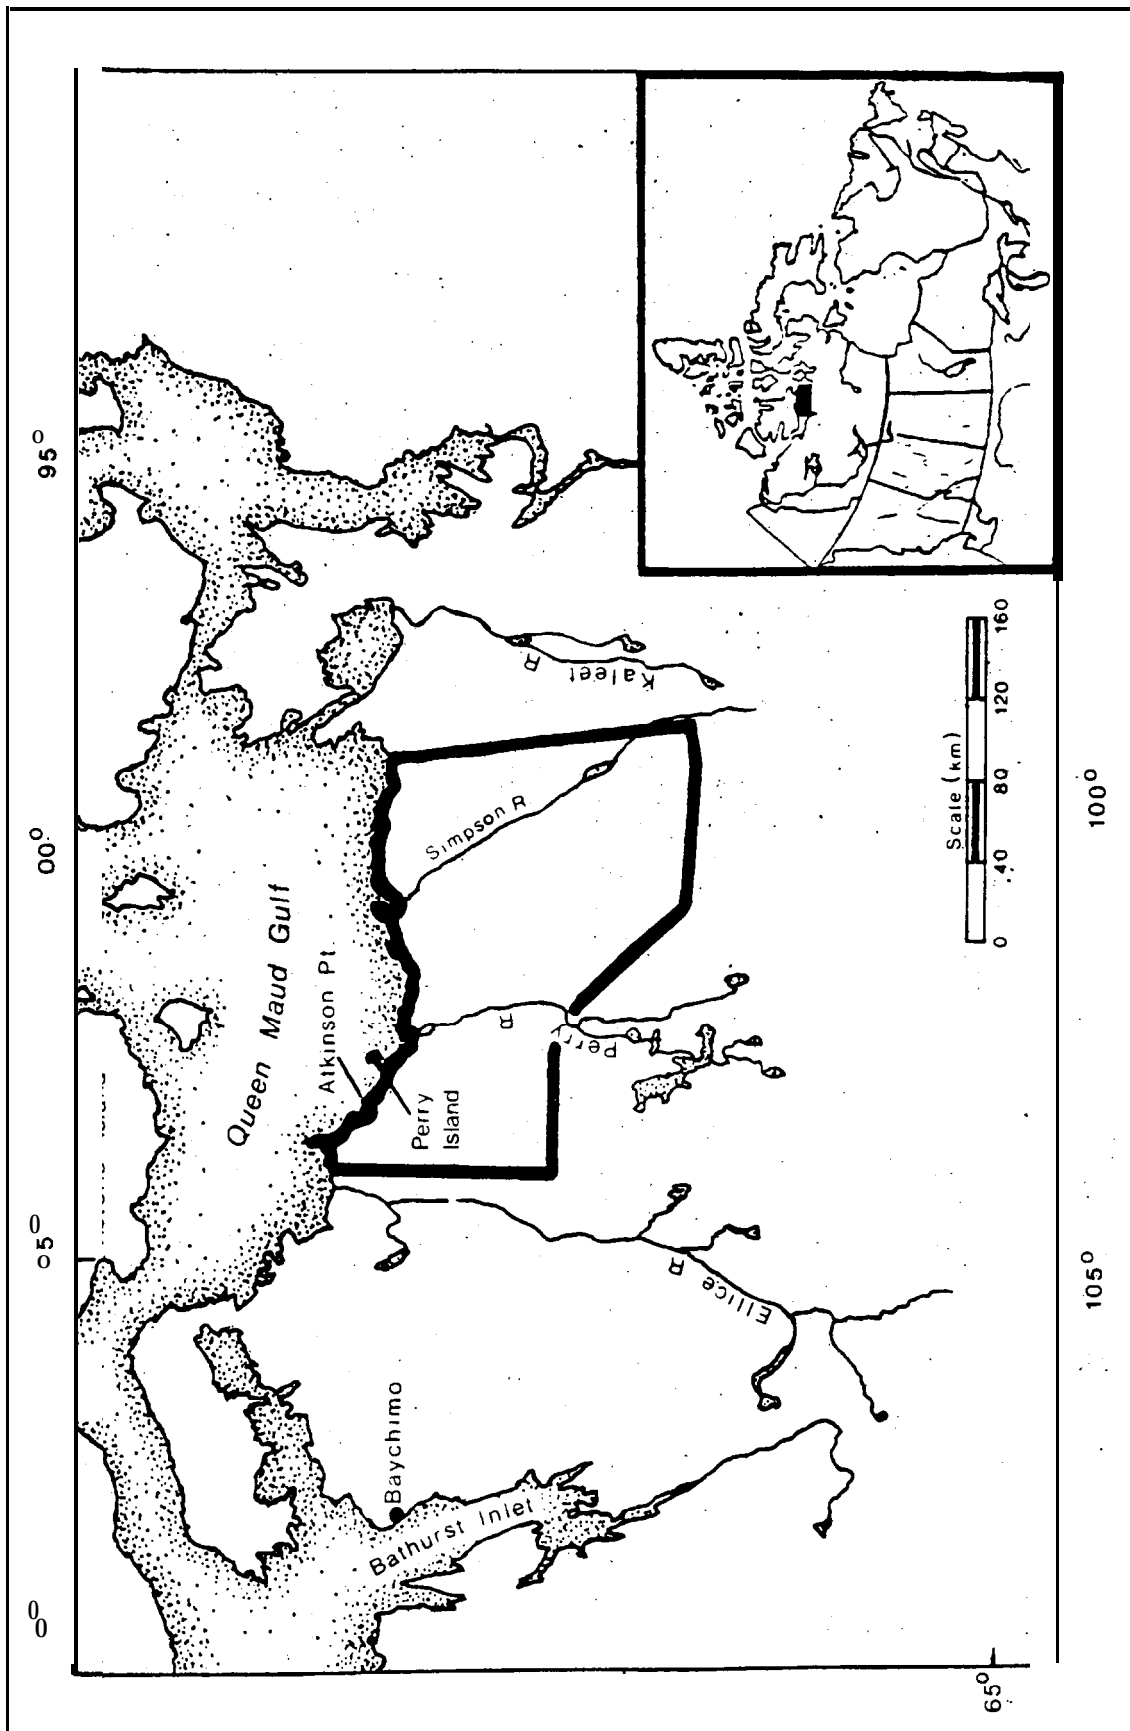 95°
00°
05 0
0 0
Queen Maud Gulf
Atkinson Pt
Perry
Island
Simpson R
Kaleet R
Perry R
Ellice R
Baychimo
Bathurst Inlet
Scale (km)
0 40 80 120 160
100°
105°
65°